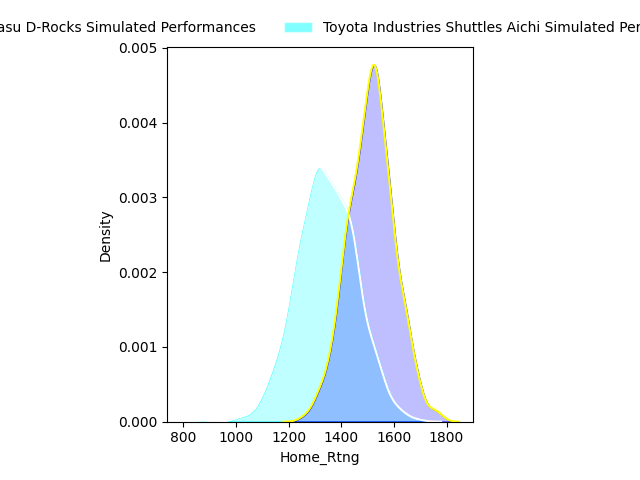 asu D-Rocks Simulated Performances Toyota Industries Shuttles Aichi Simulated Per
0.005
0.004
0.003
0.002
0.001
0.000
Density
800 1000 1200 1400 1600 1800
Home_Rtng